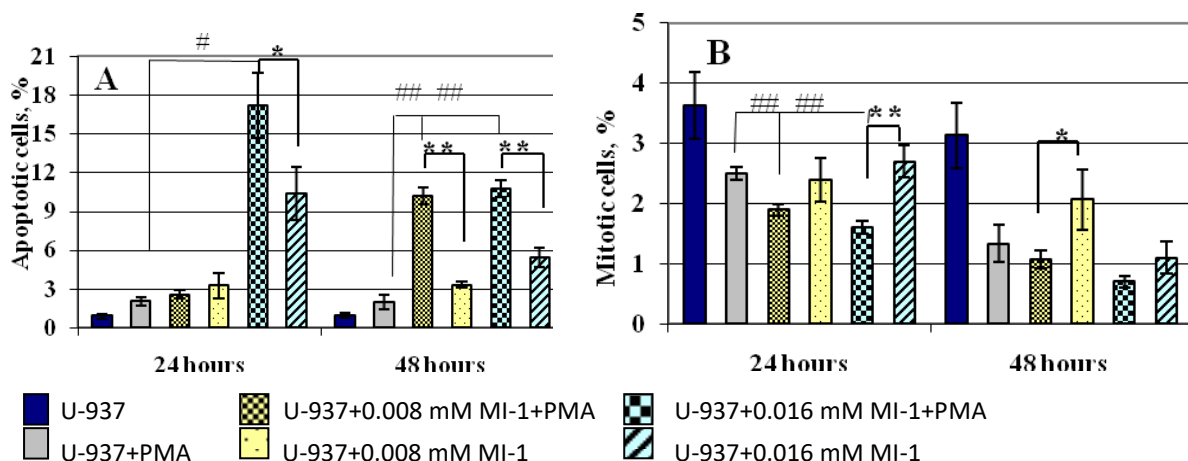 A
Apoptotic cells, %
21
18
15
12
9
6
3
0
#
*
## ##
**
**
24 hours
48 hours
B
Mitotic cells, %
5
4
3
2
1
0
## ##
**
*
24 hours
48 hours
U-937
U-937+0.008 mM MI-1+PMA
U-937+0.016 mM MI-1+PMA
U-937+PMA
U-937+0.008 mM MI-1
U-937+0.016 mM MI-1